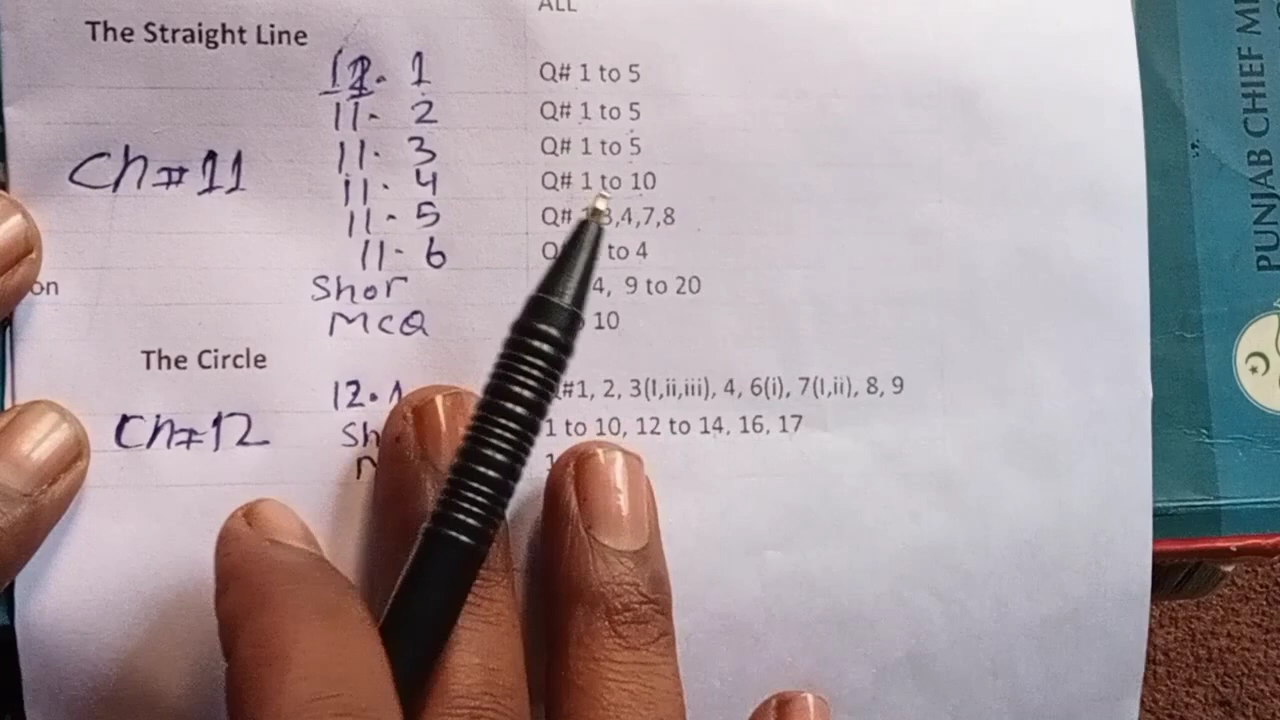 ALL
The Straight Line
11. 1 Q# 1 to 5
11. 2 Q# 1 to 5
11. 3 Q# 1 to 5
Ch#11
11. 4 Q# 1 to 10
11. 5 Q# 3,4,7,8
11. 6 to 4
on
Shor 4, 9 to 20
MCQ 10
The Circle
12. #1, 2, 3(I,ii,iii), 4, 6(i), 7(I,ii), 8, 9
Ch#12
Sh 1 to 10, 12 to 14, 16, 17
PUNJAB CHIEF MI